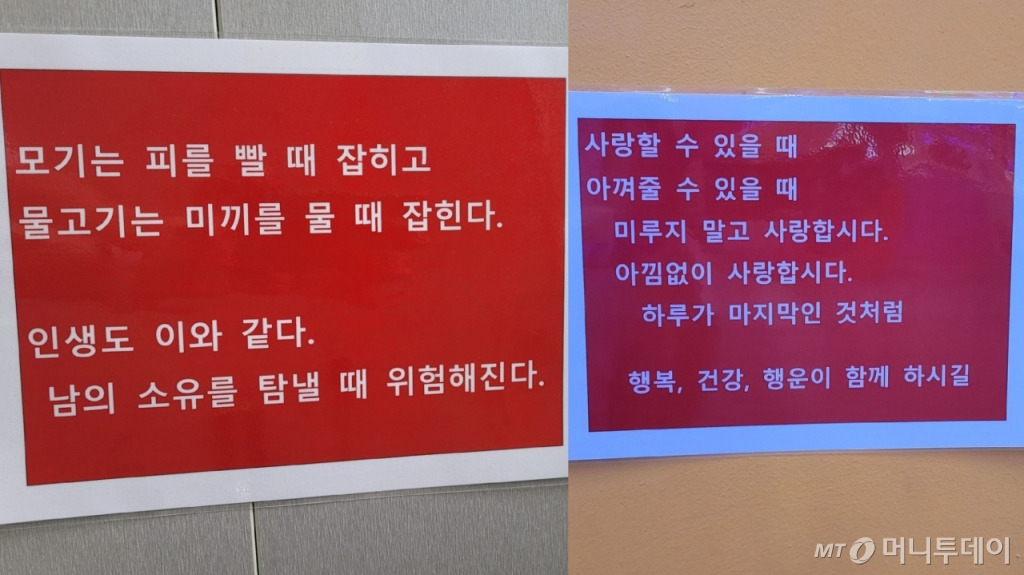 모기는 피를 빨 때 잡히고
물고기는 미끼를 물 때 잡힌다.
인생도 이와 같다.
남의 소유를 탐낼 때 위험해진다.
사랑할 수 있을 때
아껴줄 수 있을 때
미루지 말고 사랑합시다.
아낌없이 사랑합시다.
하루가 마지막인 것처럼
행복, 건강, 행운이 함께 하시길
MT 머니투데이